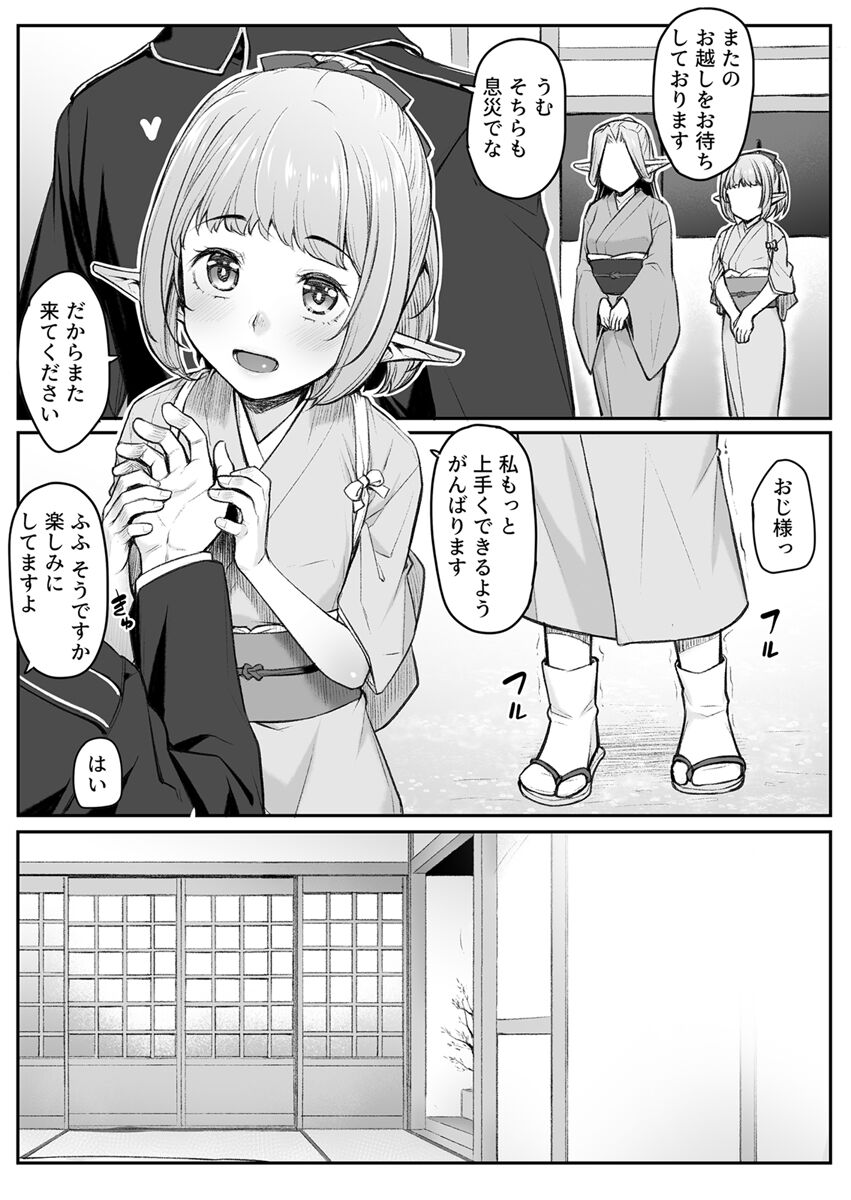 またの
お越しをお待ち
しております
うむ
そちらも
息災でな
おじ様っ
フル
フル
私もっと
上手くできるよう
がんばります
だからまた
来てください
きゅ
ふふ そうですか
楽しみに
してますよ
はい